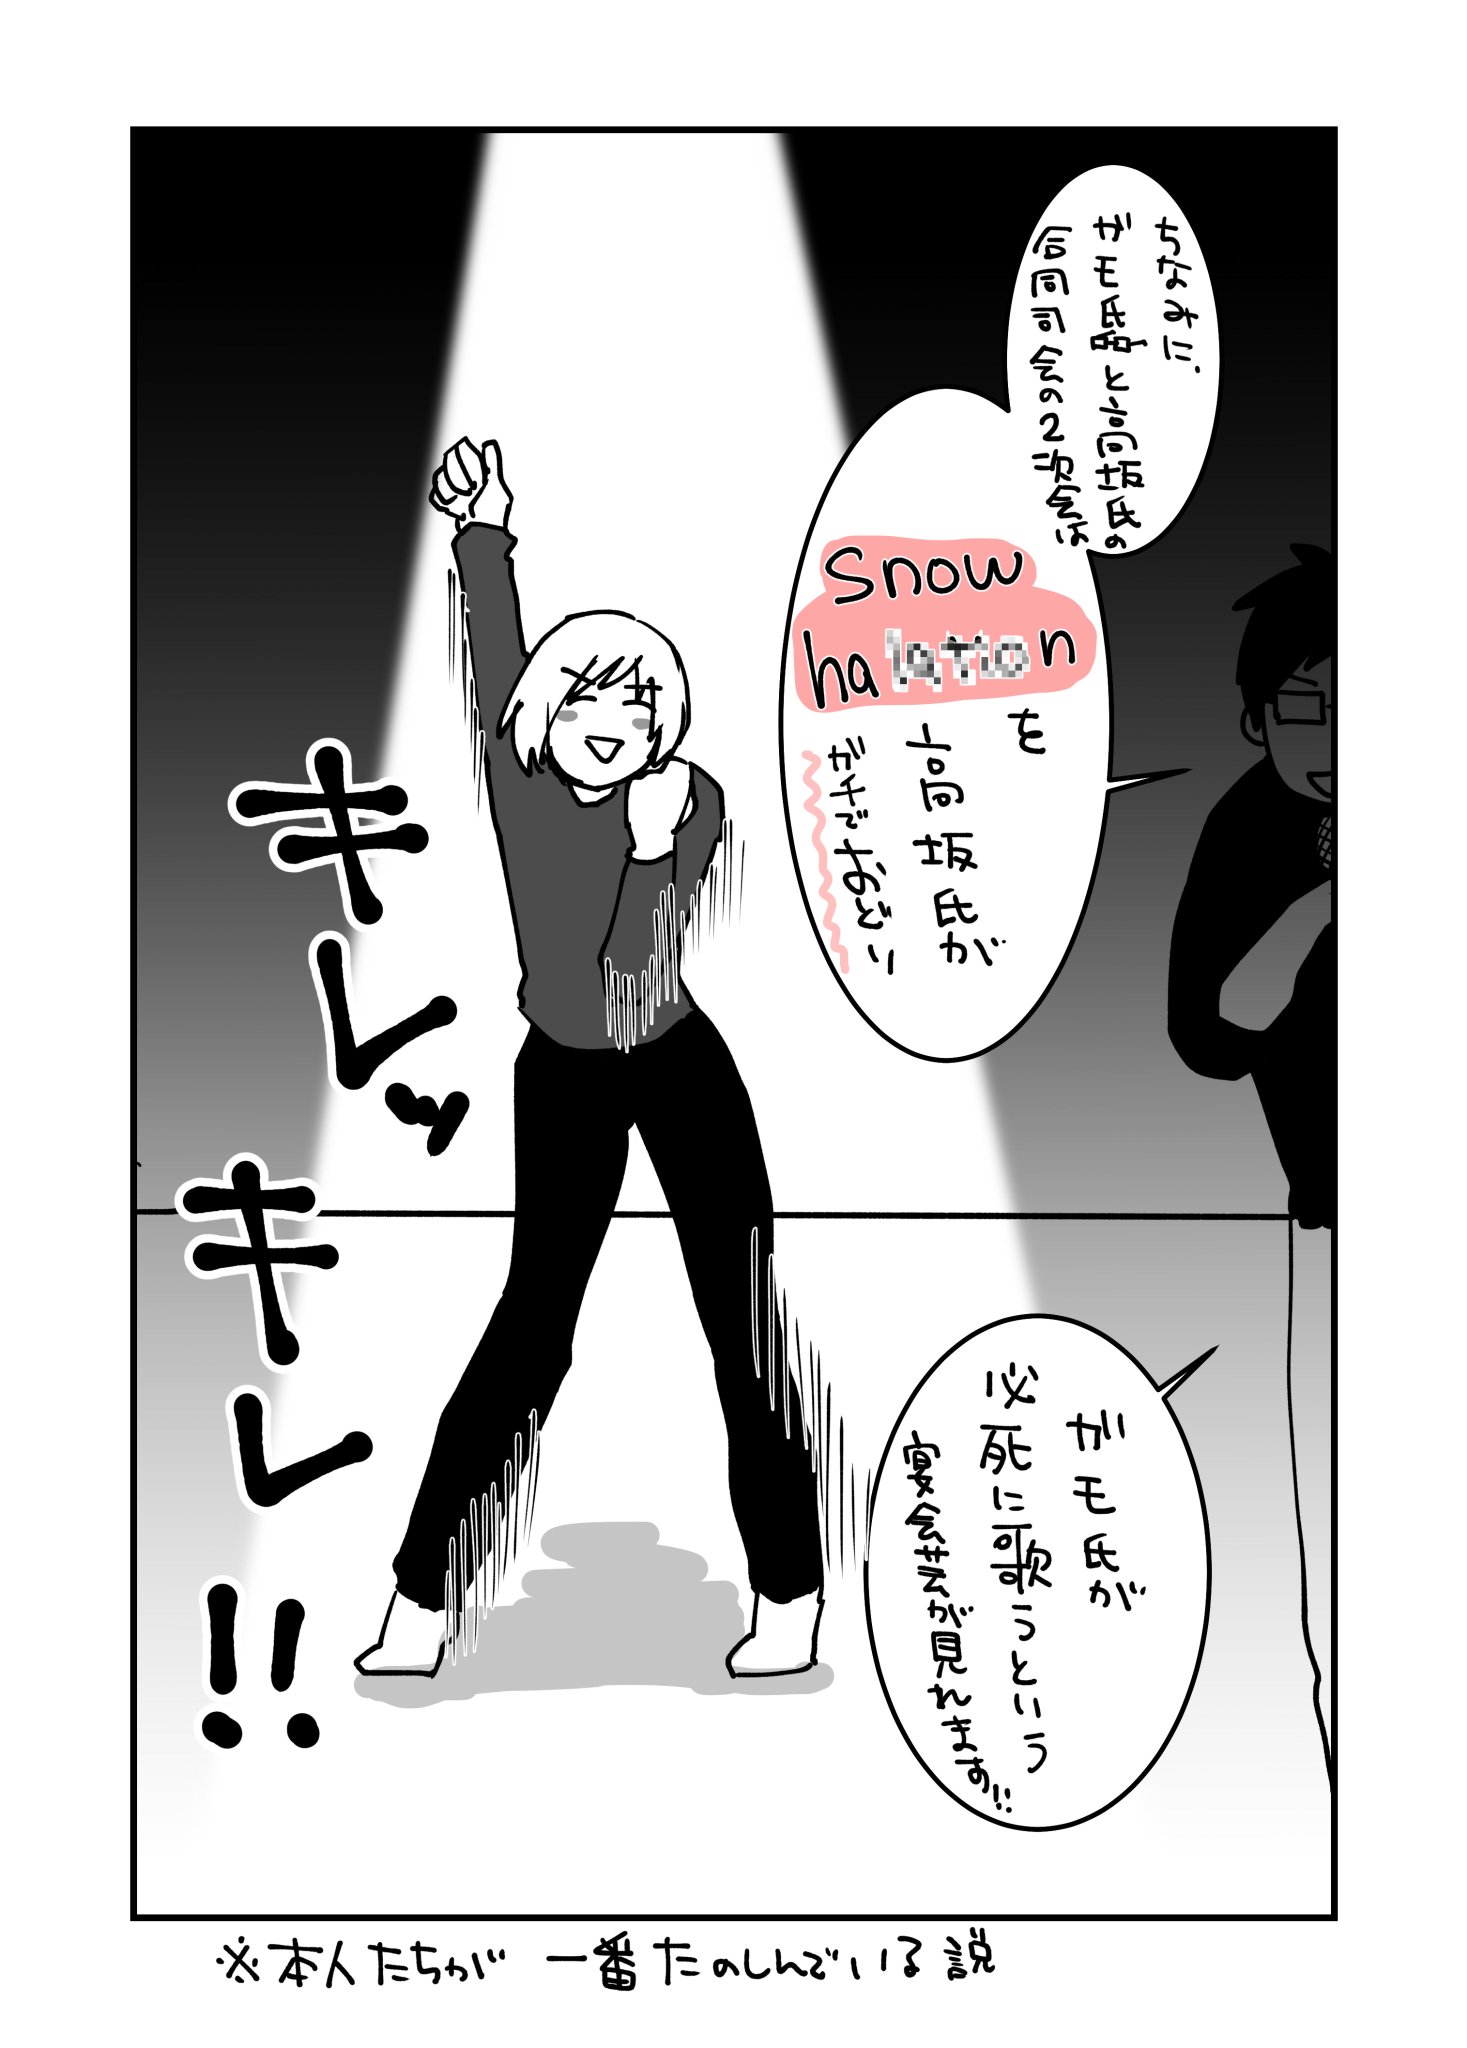 ちなみに、
ガモ氏📷と高坂氏の
合同司会の2次会は
Snow
halation
を
高坂氏が
ガチでおどり
キレッ
キレ!!
ガモ氏が
必死に歌うという
宴会芸が見れます!!
※本人たちが 一番たのしんでいる説